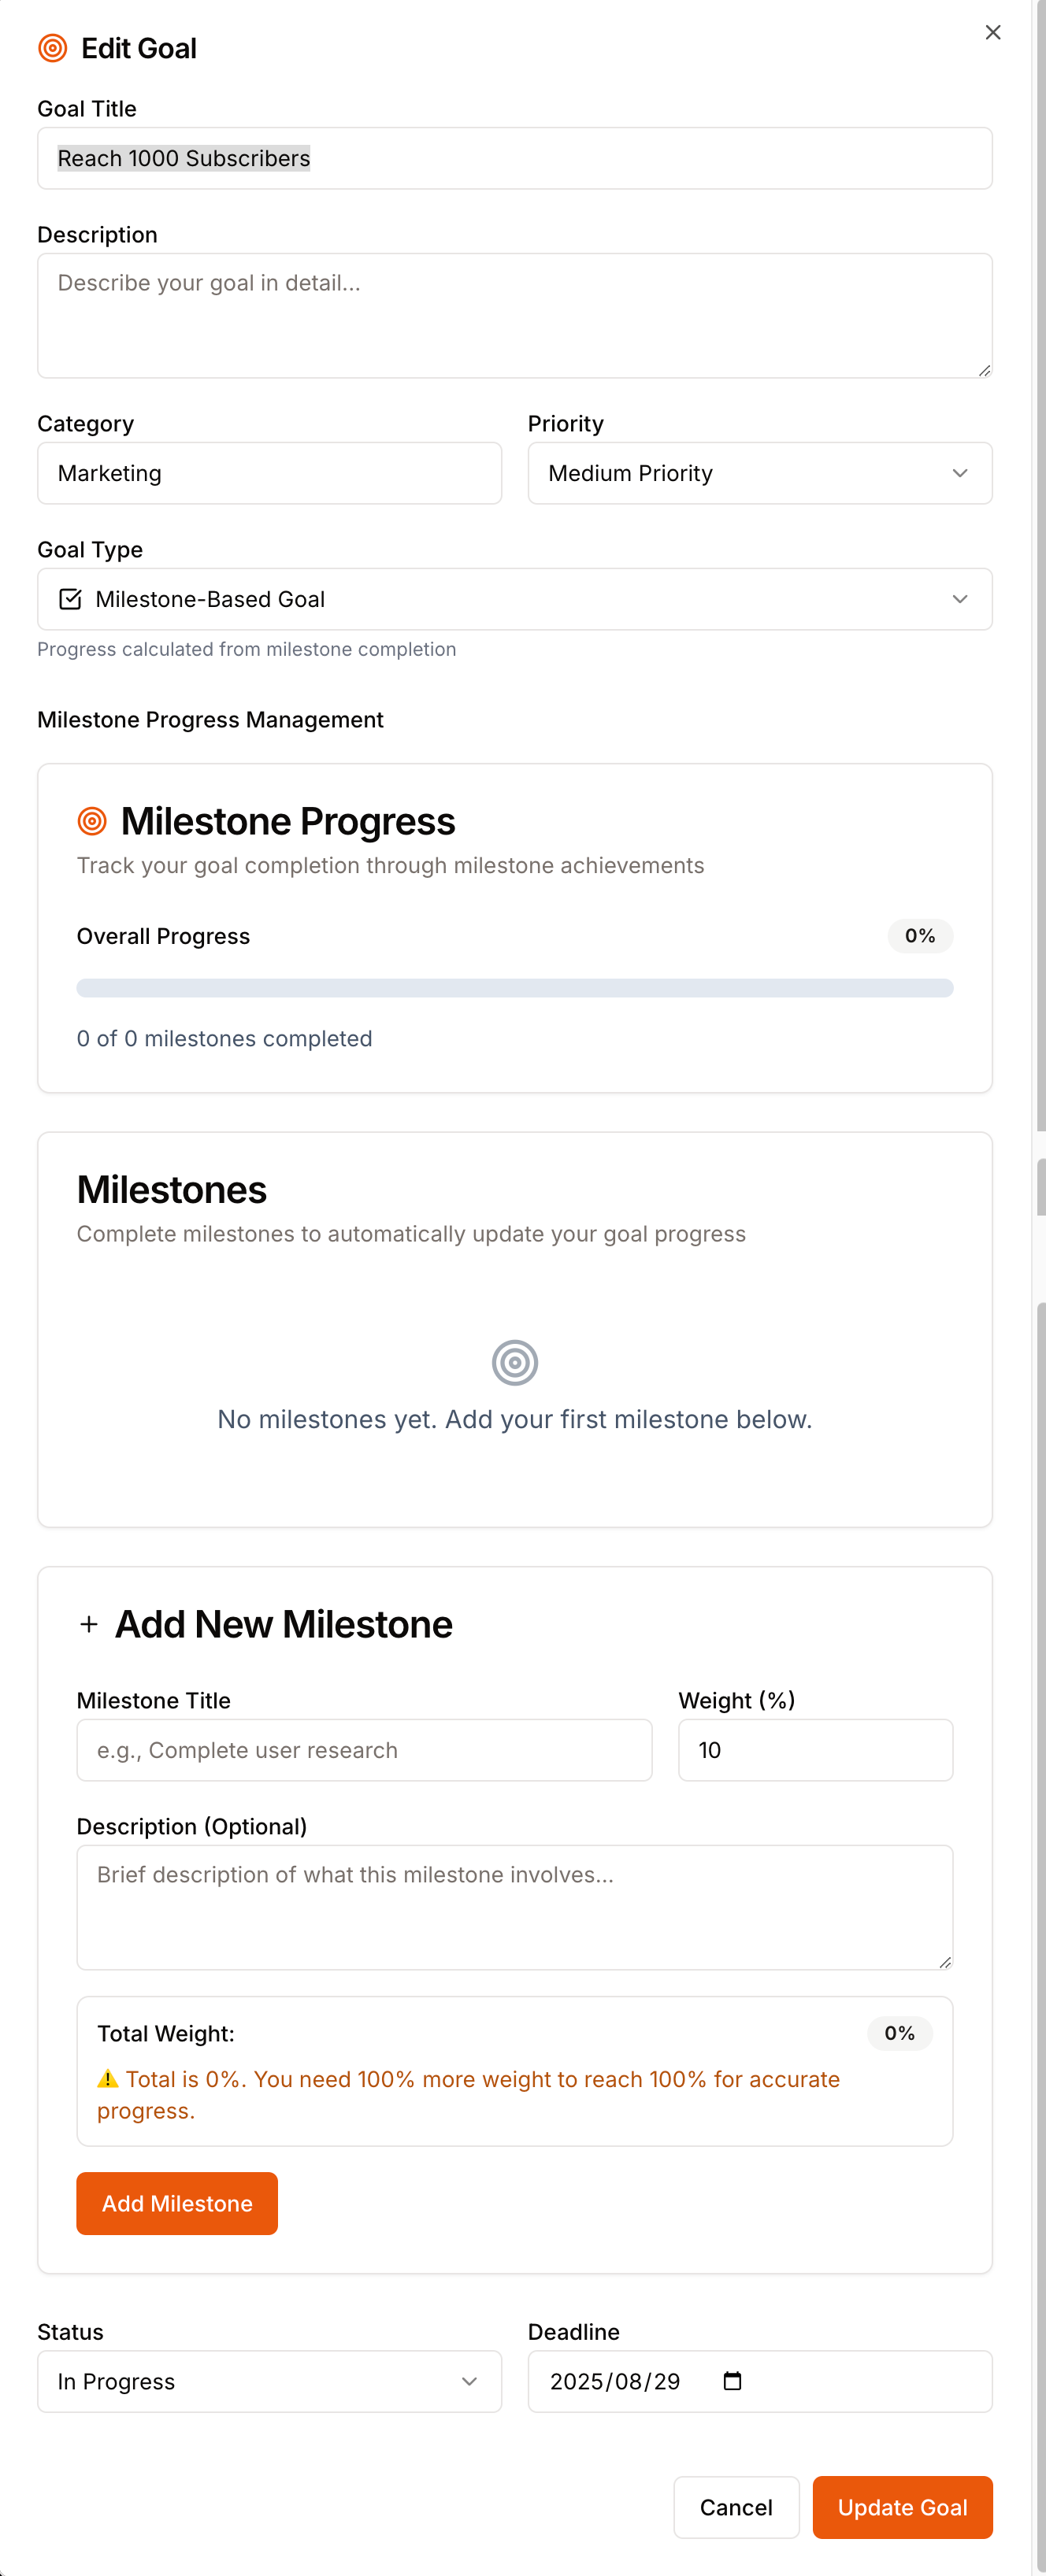 Edit Goal
Goal Title
Reach 1000 Subscribers
Description
Describe your goal in detail...
Category
Priority
Marketing
Medium Priority
Goal Type
Milestone-Based Goal
Progress calculated from milestone completion
Milestone Progress Management
Milestone Progress
Track your goal completion through milestone achievements
Overall Progress
0%
0 of 0 milestones completed
Milestones
Complete milestones to automatically update your goal progress
No milestones yet. Add your first milestone below.
+ Add New Milestone
Milestone Title
Weight (%)
e.g., Complete user research
10
Description (Optional)
Brief description of what this milestone involves...
Total Weight:
0%
⚠️ Total is 0%. You need 100% more weight to reach 100% for accurate
progress.
Add Milestone
Status
Deadline
In Progress
2025/08/29
Cancel
Update Goal